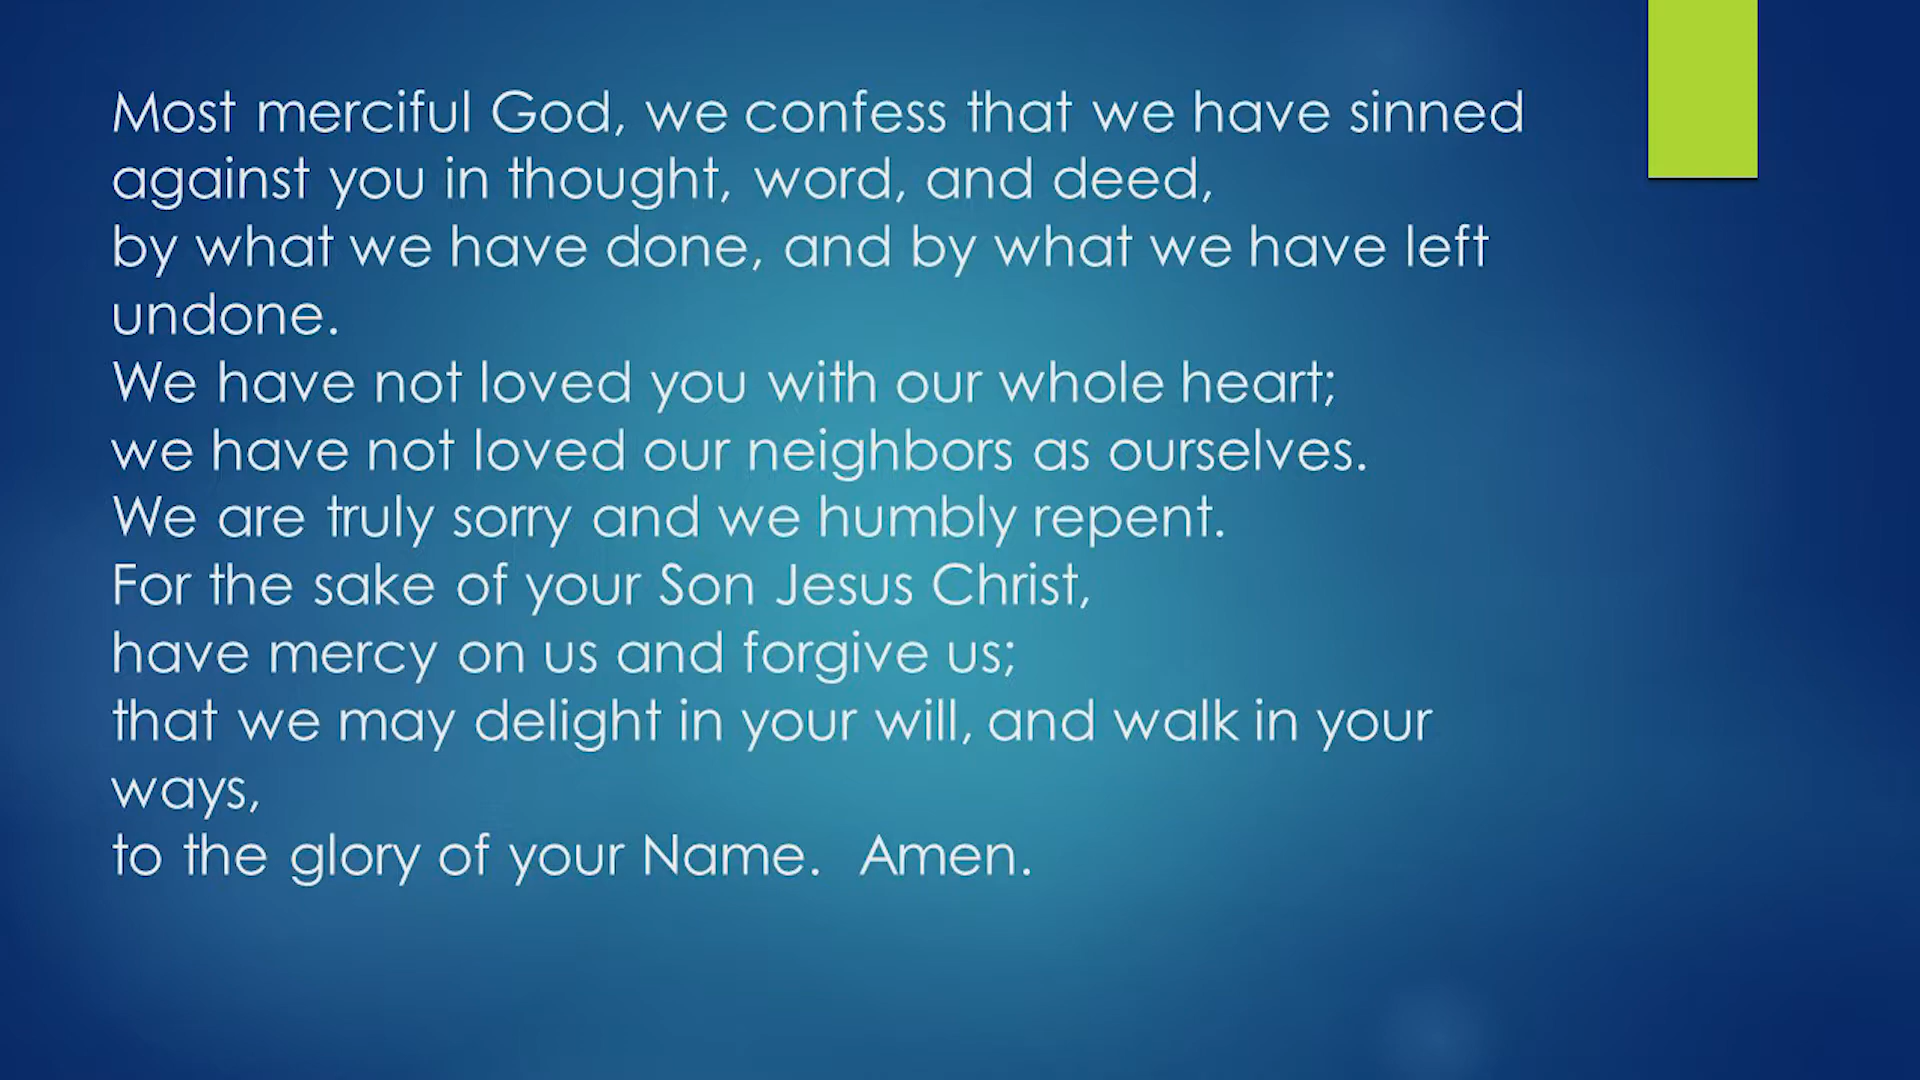 Most merciful God, we confess that we have sinned
against you in thought, word, and deed,
by what we have done, and by what we have left
undone.
We have not loved you with our whole heart;
we have not loved our neighbors as ourselves.
We are truly sorry and we humbly repent.
For the sake of your Son Jesus Christ,
have mercy on us and forgive us;
that we may delight in your will, and walk in your
ways,
to the glory of your Name.  Amen.